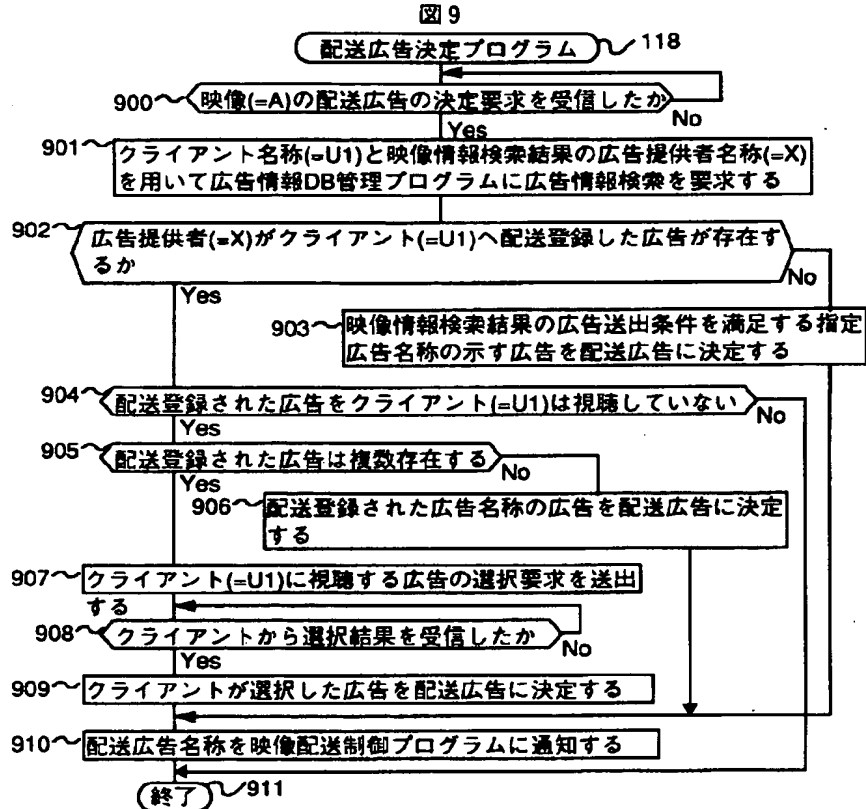 図9
配送広告決定プログラム 118
900 映像(=A)の配送広告の決定要求を受信したか
No
Yes
901 クライアント名称(=U1)と映像情報検索結果の広告提供者名称(=X)
を用いて広告情報DB管理プログラムに広告情報検索を要求する
902 広告提供者(=X)がクライアント(=U1)へ配送登録した広告が存在す
るか
No
Yes
903 映像情報検索結果の広告送出条件を満足する指定
広告名称の示す広告を配送広告に決定する
904 配送登録された広告をクライアント(=U1)は視聴していない
No
Yes
905 配送登録された広告は複数存在する
No
Yes
906 配送登録された広告名称の広告を配送広告に決定
する
907 クライアント(=U1)に視聴する広告の選択要求を送出
する
908 クライアントから選択結果を受信したか
No
Yes
909 クライアントが選択した広告を配送広告に決定する
910 配送広告名称を映像配送制御プログラムに通知する
終了 911